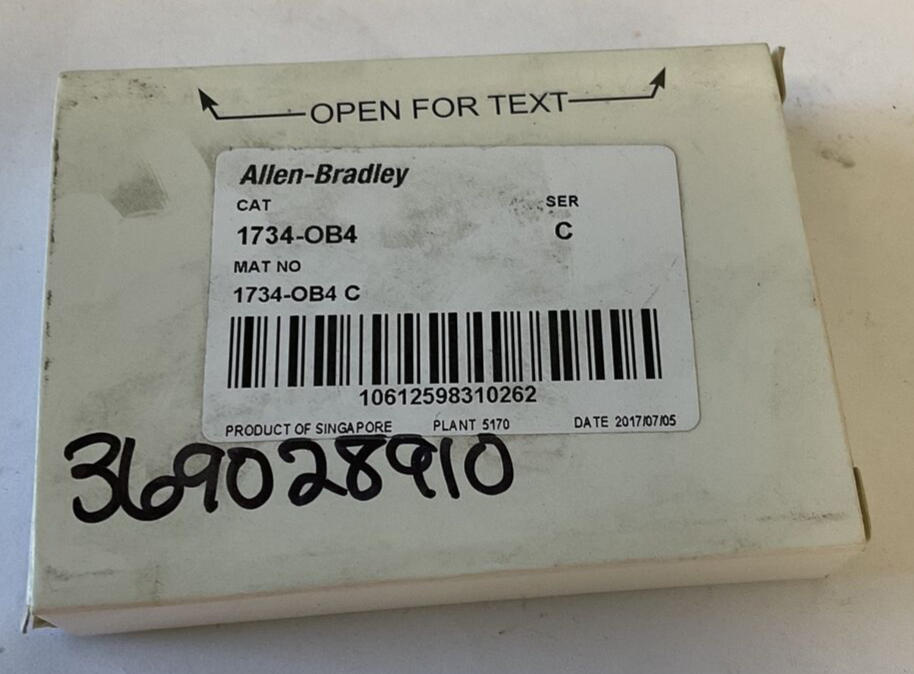 OPEN FOR TEXT
Allen-Bradley
CAT SER
1734-OB4 C
MAT NO
1734-OB4 C
10612598310262
PRODUCT OF SINGAPORE PLANT 5170 DATE 2017/07/05
369028910